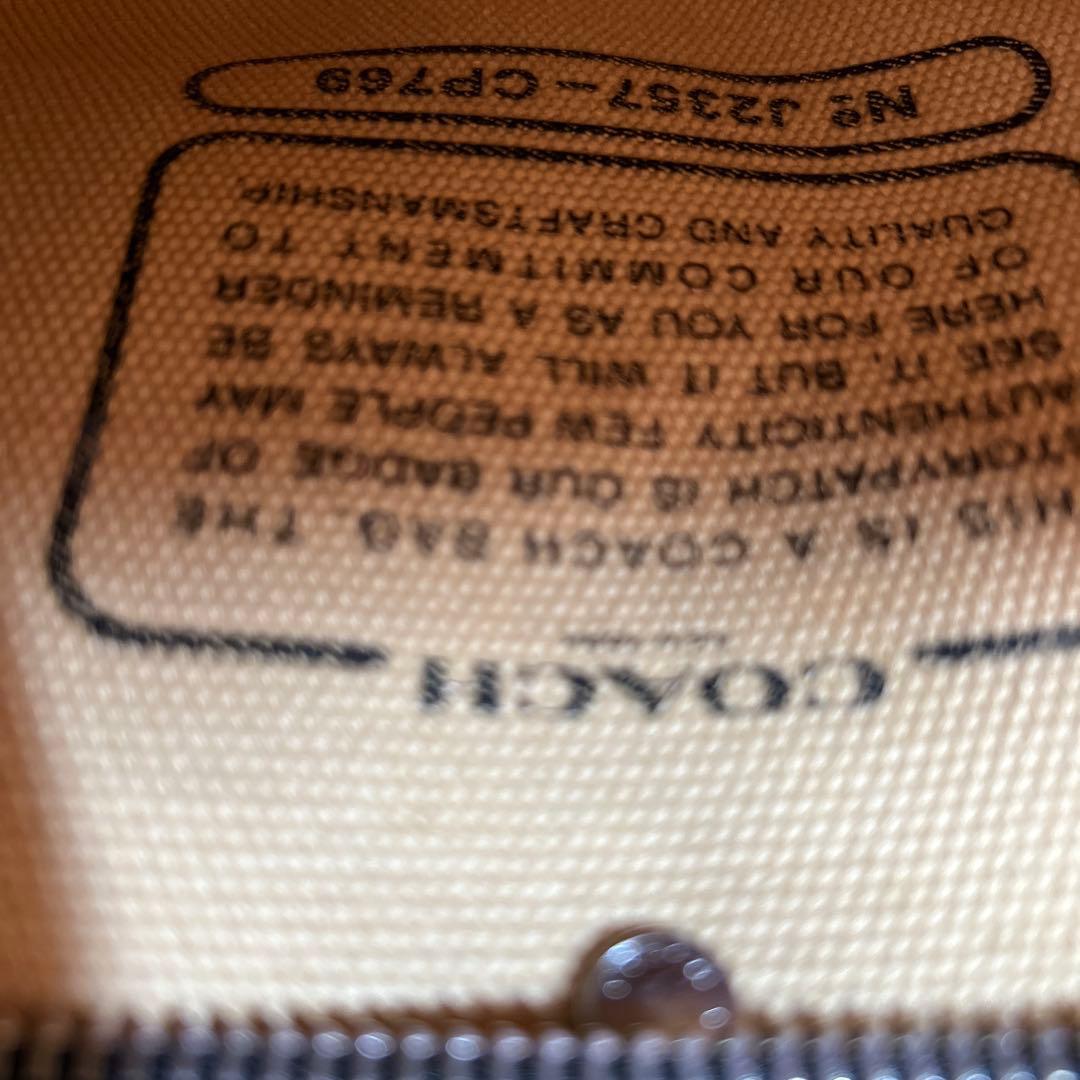 COACH
HIS IS A COACH BAG. THE
TORYPATCH IS OUR BADGE OF
AUTHENTICITY FEW PEOPLE MAY
SEE IT, BUT IT WILL ALWAYS BE
HERE FOR YOU AS A REMINDER
OF OUR COMMITMENT TO
QUALITY AND CRAFTSMANSHIP.
Nº J2357-CP769